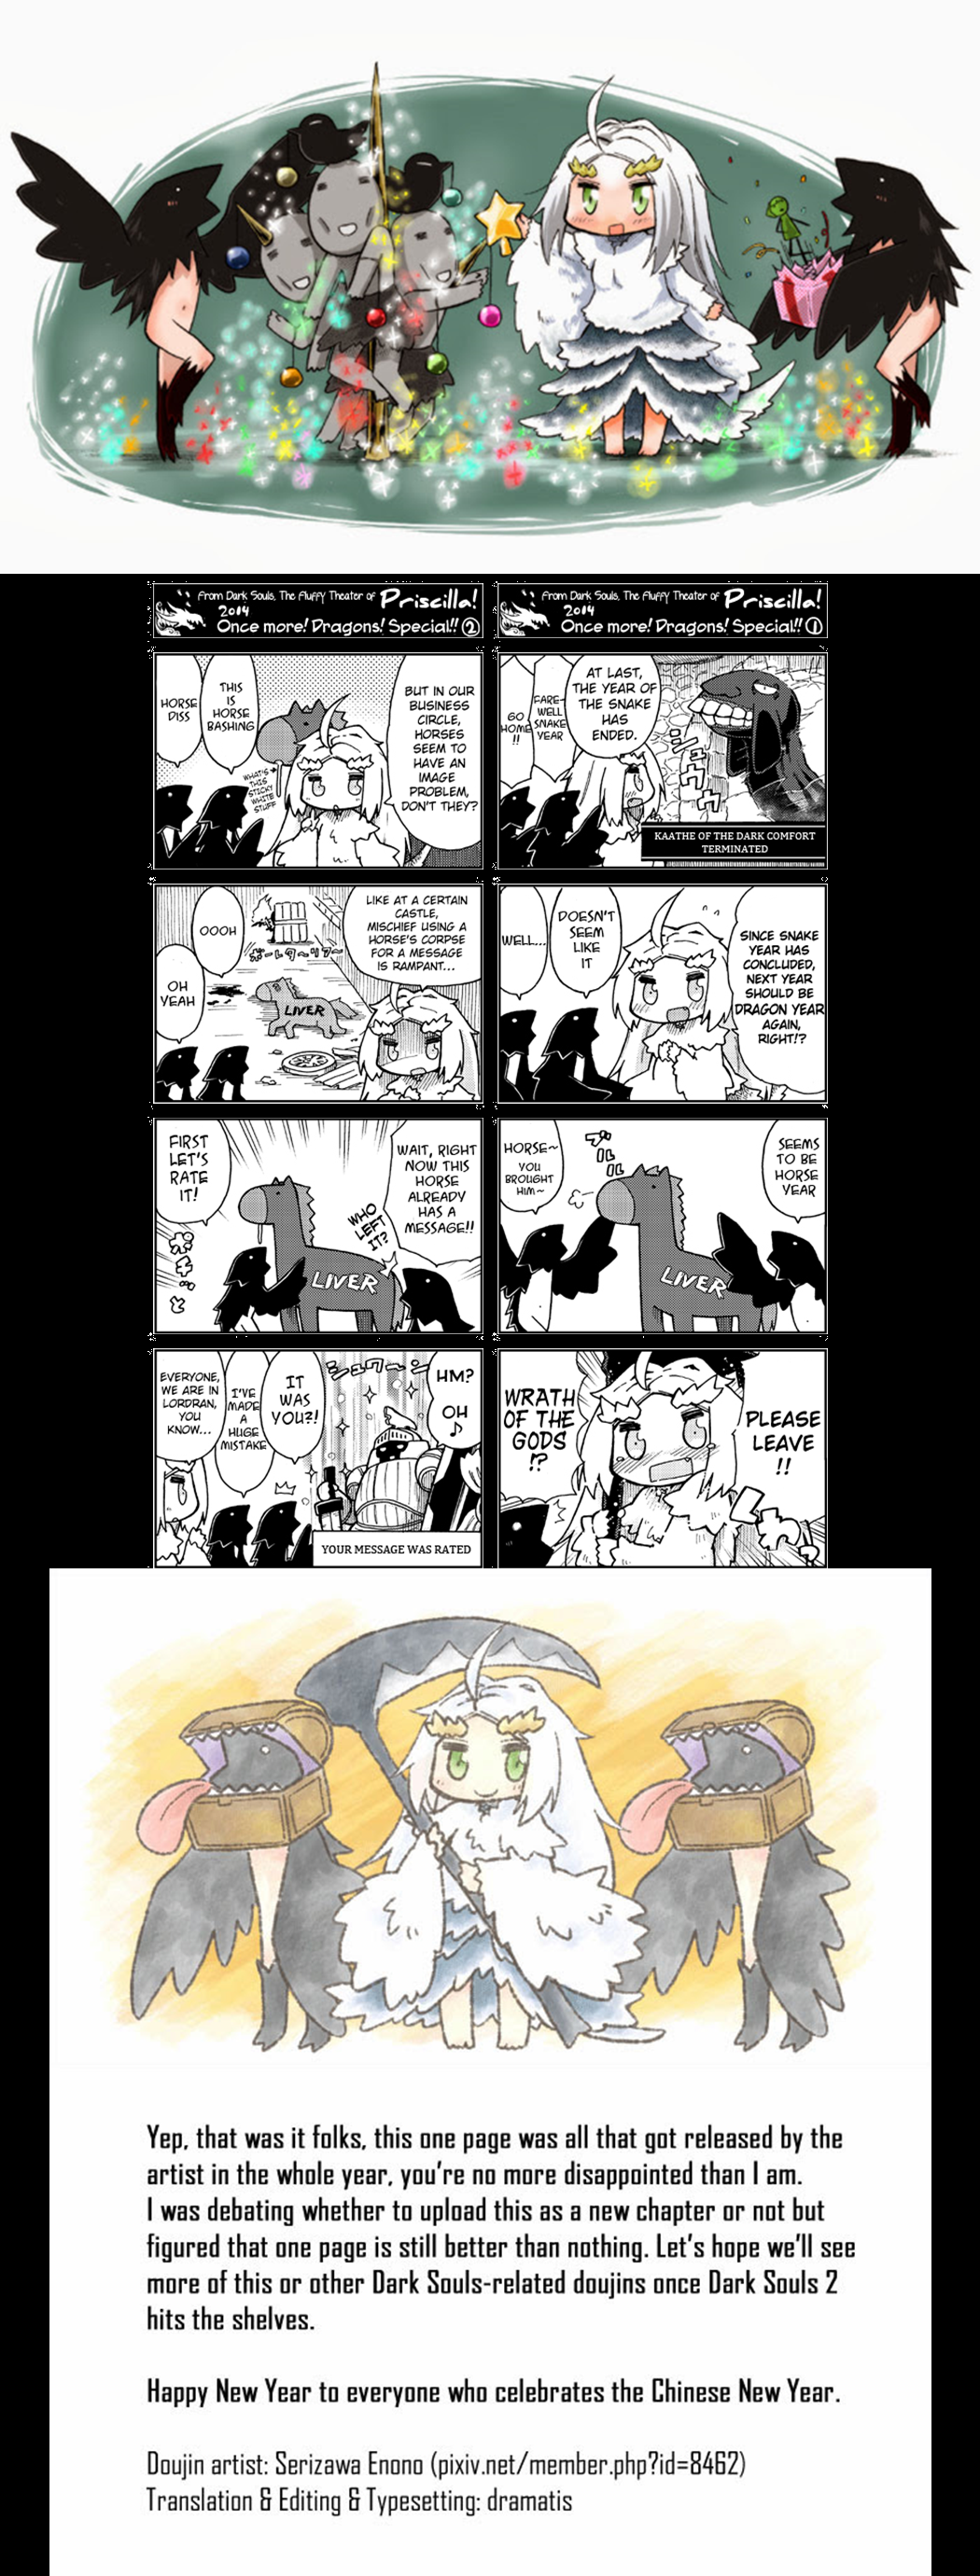 From Dark Souls, The Fluffy Theater of Priscilla!
2014
Once more! Dragons! Special!! ①
AT LAST,
THE YEAR OF
THE SNAKE
HAS
ENDED.
FARE-
WELL
SNAKE
YEAR
GO
HOME
!!
KAATHE OF THE DARK COMFORT
TERMINATED
SINCE SNAKE
YEAR HAS
CONCLUDED,
NEXT YEAR
SHOULD BE
DRAGON YEAR
AGAIN,
RIGHT!?
DOESN'T
SEEM
LIKE
IT
WELL...
SEEMS
TO BE
HORSE
YEAR
ブルル
HORSE~
YOU
BROUGHT
HIM~
LIVER
PLEASE
LEAVE
!!
WRATH
OF THE
GODS
!?
From Dark Souls, The Fluffy Theater of Priscilla!
2014
Once more! Dragons! Special!! ②
BUT IN OUR
BUSINESS
CIRCLE,
HORSES
SEEM TO
HAVE AN
IMAGE
PROBLEM,
DON'T THEY?
THIS
IS
HORSE
BASHING
HORSE
DISS
WHAT'S
THIS
STICKY
WHITE
STUFF
LIKE AT A CERTAIN
CASTLE,
MISCHIEF USING A
HORSE'S CORPSE
FOR A MESSAGE
IS RAMPANT...
OOOH
OH
YEAH
LIVER
WAIT, RIGHT
NOW THIS
HORSE
ALREADY
HAS A
MESSAGE!!
WHO
LEFT
IT?
FIRST
LET'S
RATE
IT!
LIVER
HM?
OH
♪
IT
WAS
YOU?!
I'VE
MADE
A
HUGE
MISTAKE
EVERYONE,
WE ARE IN
LORDRAN,
YOU
KNOW...
YOUR MESSAGE WAS RATED
Yep, that was it folks, this one page was all that got released by the
artist in the whole year, you're no more disappointed than I am.
I was debating whether to upload this as a new chapter or not but
figured that one page is still better than nothing. Let's hope we'll see
more of this or other Dark Souls-related doujins once Dark Souls 2
hits the shelves.
Happy New Year to everyone who celebrates the Chinese New Year.
Doujin artist: Serizawa Enono (pixiv.net/member.php?id=8462)
Translation & Editing & Typesetting: dramatis